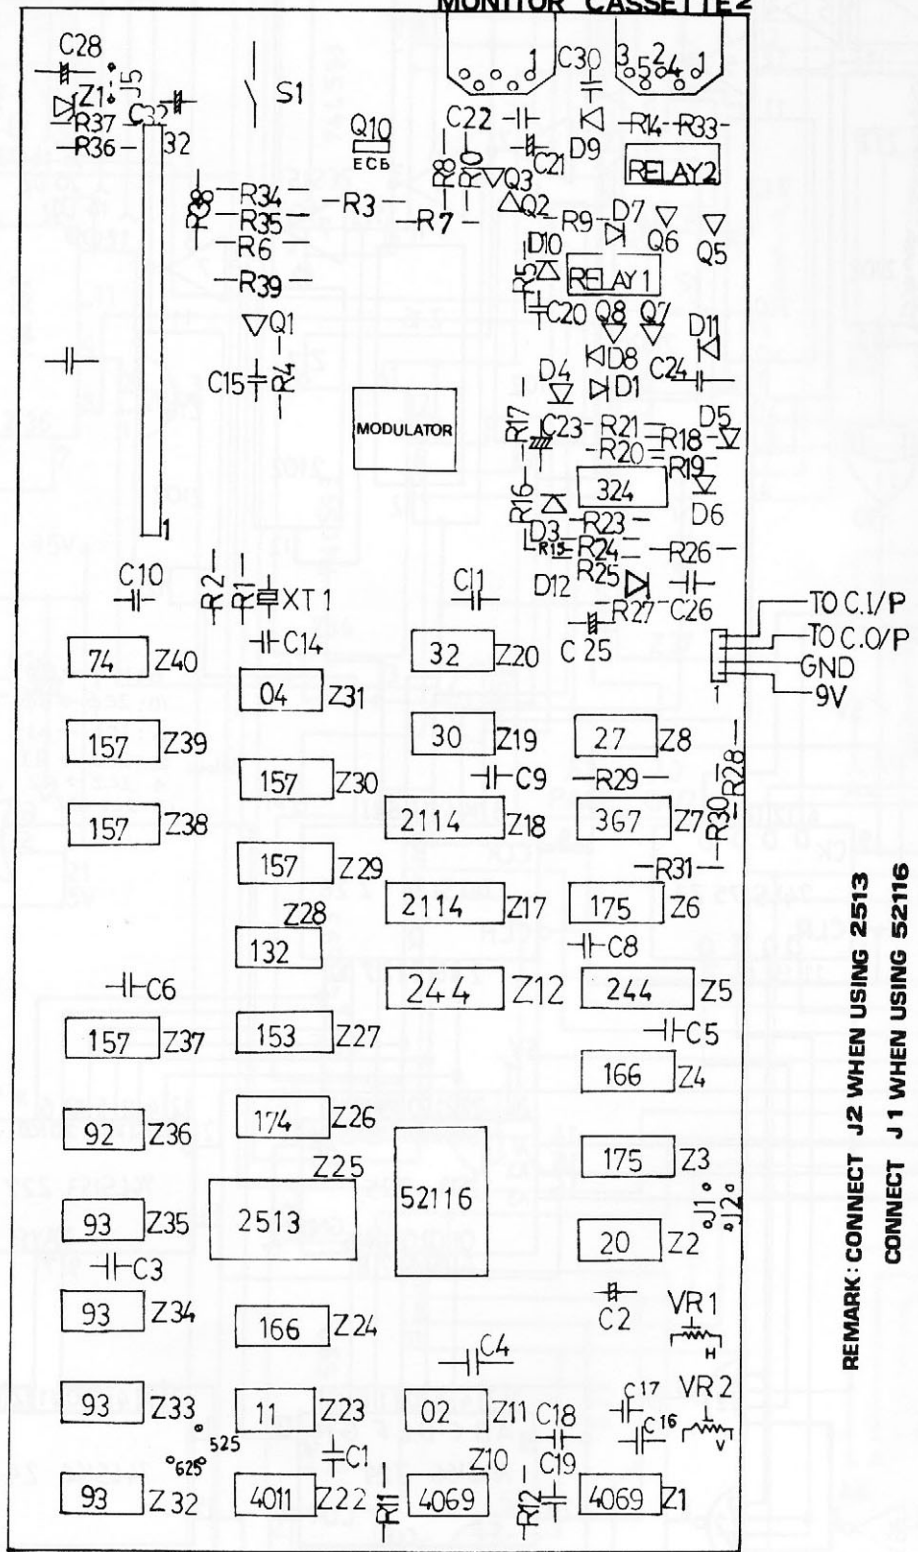 MONITOR CASSETTE2
C28
J5
Z1
S1
R37
C32
R36
32
Q10
ECB
C22
1
C30
3 5 2 4 1
R14
R33
R8
R10
C21
D9
RELAY2
Q3
Q2
R38
R34
R35
R3
R7
R9
D7
Q6
Q5
R6
R39
D10
R5
RELAY1
C20
Q8
Q7
D11
Q1
C15
R4
D8
C24
D4
D1
MODULATOR
R17
C23
R21
R20
R18
D5
R19
R16
324
D6
D3
R23
R15
R24
R26
1
C10
R2
R1
XT1
C11
D12
R25
R27
C26
C25
TO C.I/P
TO C.O/P
GND
9V
1
C14
74 Z40
04 Z31
32 Z20
157 Z39
157 Z30
30 Z19
27 Z8
R28
C9
R29
157 Z38
2114 Z18
367 Z7
R30
157 Z29
R31
2114 Z17
175 Z6
Z28
132
C8
C6
244 Z12
244 Z5
157 Z37
153 Z27
C5
166 Z4
92 Z36
174 Z26
175 Z3
Z25
2513
52116
J1
J2
93 Z35
20 Z2
C3
C2
VR1
H
93 Z34
166 Z24
C4
VR2
V
93 Z33
11 Z23
02 Z11
C18
C17
C16
525
625
C1
Z10
C19
93 Z32
4011 Z22
R11
4069
R12
4069 Z1
REMARK: CONNECT J2 WHEN USING 2513
CONNECT J1 WHEN USING 52116